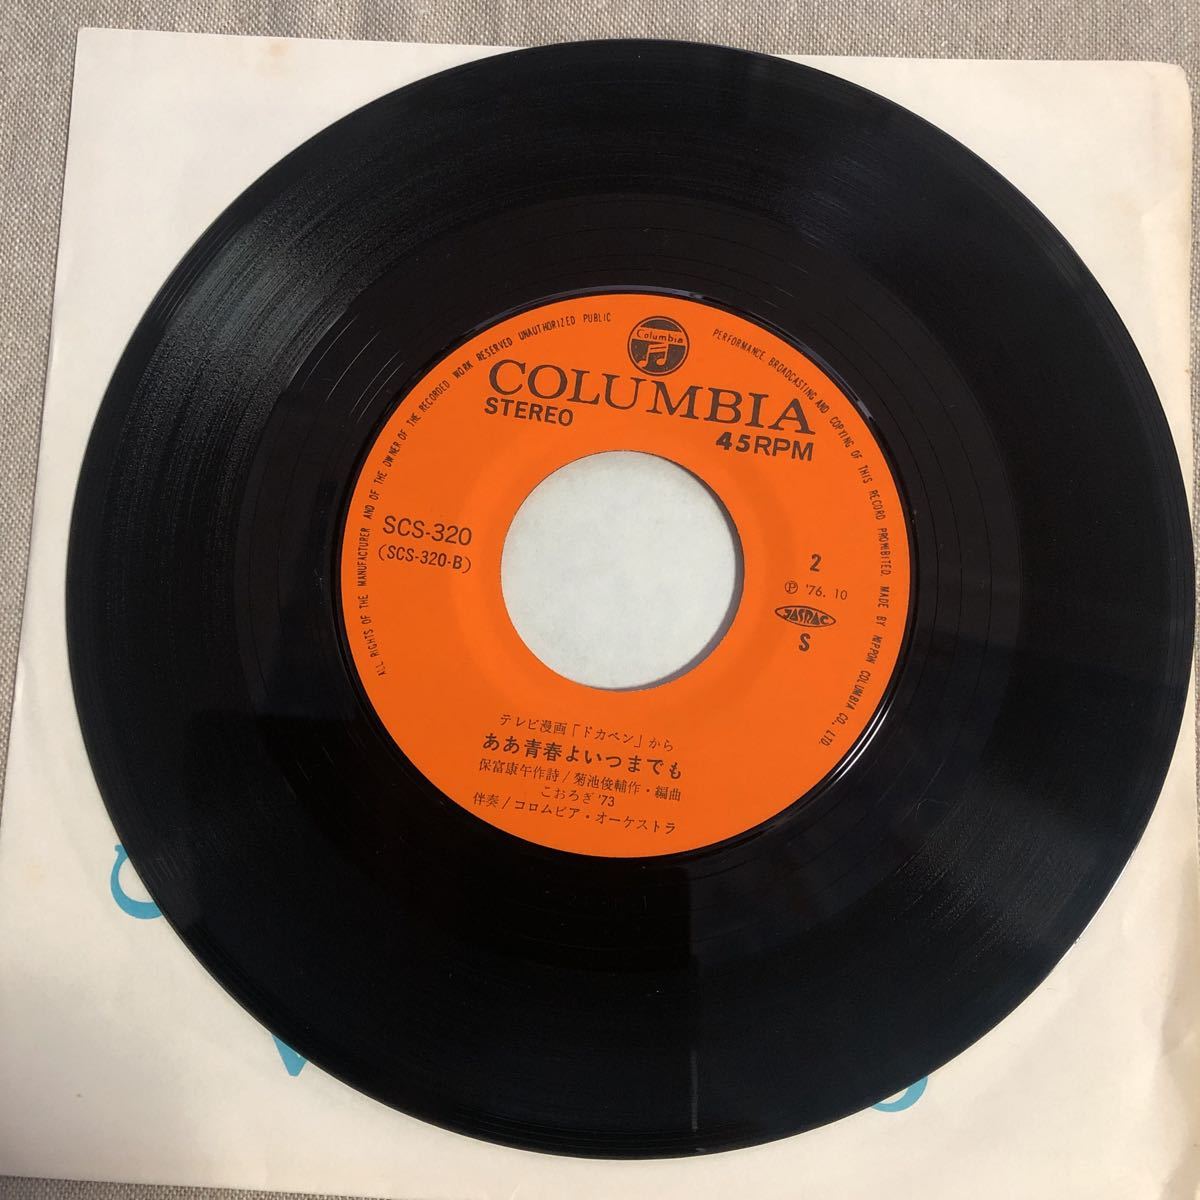 ALL RIGHTS OF THE MANUFACTURER AND OF THE OWNER OF THE RECORDED WORK RESERVED UNAUTHORIZED PUBLIC PERFORMANCE BROADCASTING AND COPYING OF THIS RECORD PROHIBITED. MADE BY NIPPON COLUMBIA CO., LTD.
Columbia
COLUMBIA
STEREO
45RPM
SCS-320
(SCS-320-B)
2
Ⓟ '76. 10
JASRAC
S
テレビ漫画「ドカベン」から
ああ青春よいつまでも
保富康午作詩/菊池俊輔作・編曲
こおろぎ'73
伴奏/コロムビア・オーケストラ